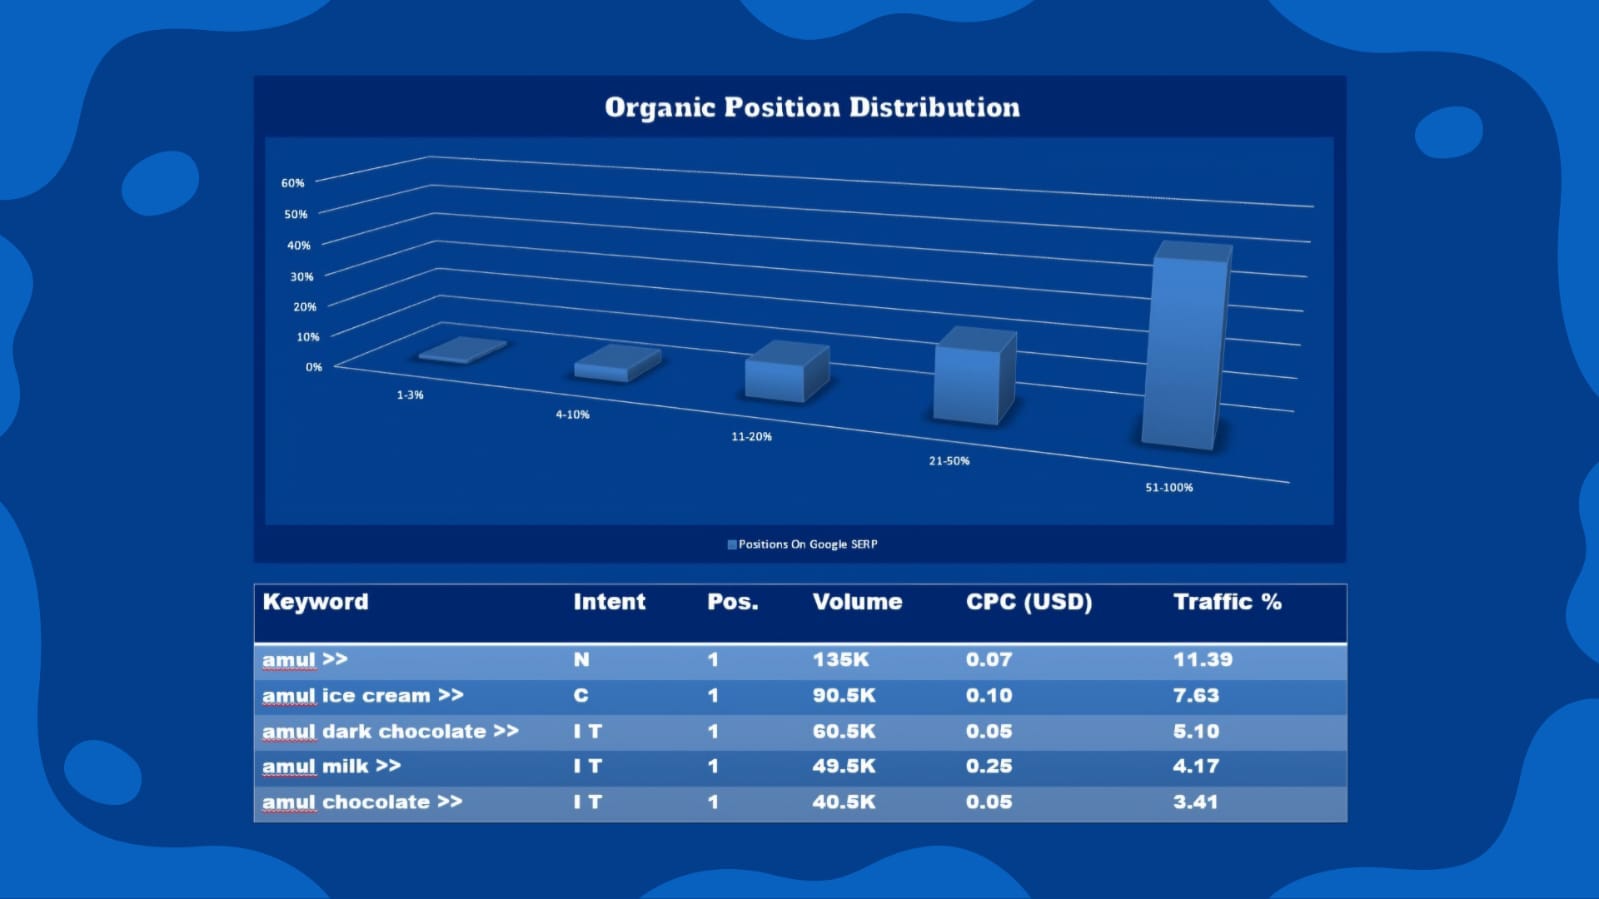 Organic Position Distribution
60%
50%
40%
30%
20%
10%
0%
1-3%
4-10%
11-20%
21-50%
51-100%
Positions On Google SERP
Keyword Intent Pos. Volume CPC (USD) Traffic %
amul >> N 1 135K 0.07 11.39
amul ice cream >> C 1 90.5K 0.10 7.63
amul dark chocolate >> I T 1 60.5K 0.05 5.10
amul milk >> I T 1 49.5K 0.25 4.17
amul chocolate >> I T 1 40.5K 0.05 3.41